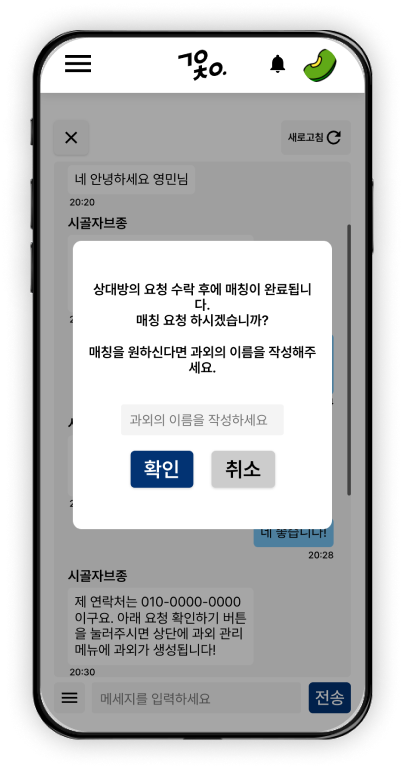 새로고침
네 안녕하세요 영민님
20:20
시골자브종
상대방의 요청 수락 후에 매칭이 완료됩니
다.
매칭 요청 하시겠습니까?
매칭을 원하신다면 과외의 이름을 작성해주
세요.
과외의 이름을 작성하세요
확인
취소
네 좋습니다!
20:28
시골자브종
제 연락처는 010-0000-0000
이구요. 아래 요청 확인하기 버튼
을 눌러주시면 상단에 과외 관리
메뉴에 과외가 생성됩니다!
20:30
메세지를 입력하세요
전송